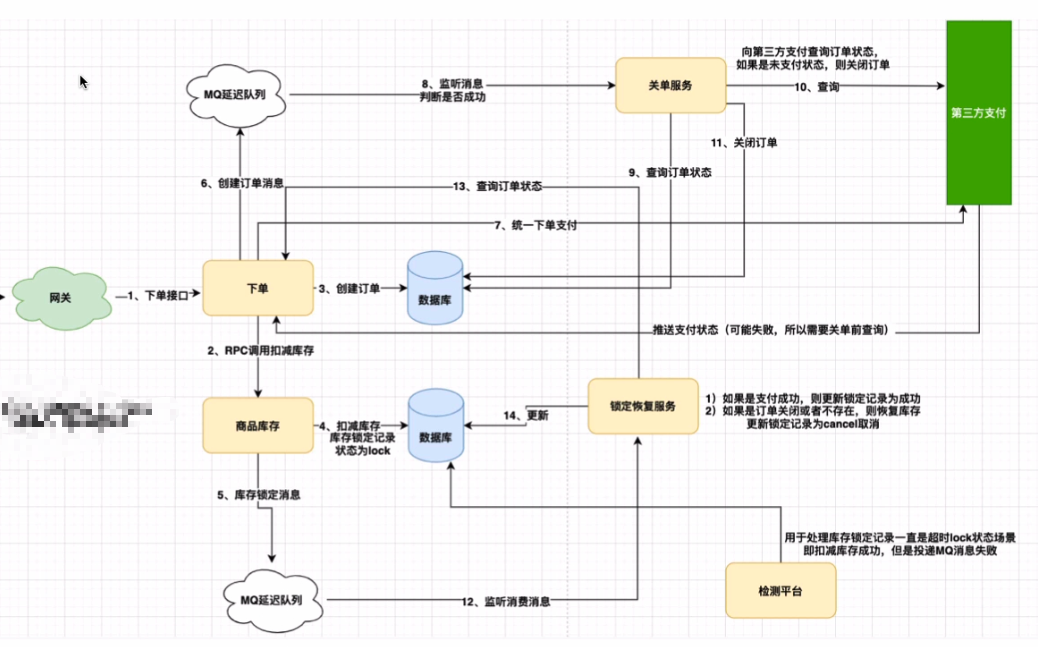 向第三方支付查询订单状态，
如果是未支付状态，则关闭订单
MQ延迟队列
8、监听消息
判断是否成功
关单服务
10、查询
第三方支付
11、关闭订单
9、查询订单状态
6、创建订单消息
13、查询订单状态
7、统一下单支付
网关
1、下单接口
下单
3、创建订单
数据库
推送支付状态（可能失败，所以需要关单前查询）
2、RPC调用扣减库存
商品库存
4、扣减库存
库存锁定记录
状态为lock
数据库
14、更新
锁定恢复服务
1）如果是支付成功，则更新锁定记录为成功
2）如果是订单关闭或者不存在，则恢复库存
更新锁定记录为cancel取消
5、库存锁定消息
用于处理库存锁定记录一直是超时lock状态场景
即扣减库存成功，但是投递MQ消息失败
MQ延迟队列
12、监听消费消息
检测平台